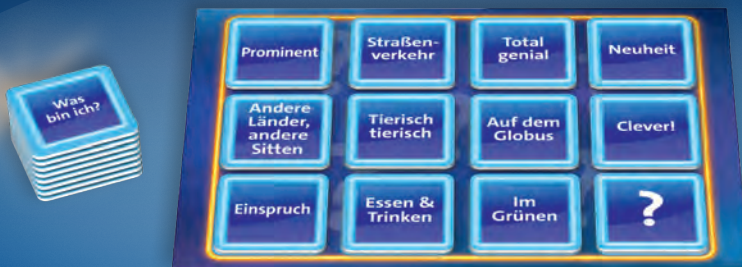 Was
bin ich?
Prominent
Straßen-
verkehr
Total
genial
Neuheit
Andere
Länder,
andere
Sitten
Tierisch
tierisch
Auf dem
Globus
Clever!
Einspruch
Essen &
Trinken
Im
Grünen
?